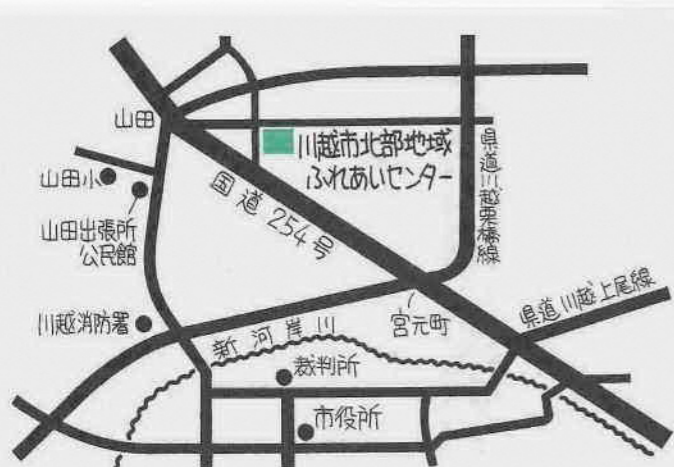 山田
川越市北部地域
ふれあいセンター
県道川越栗橋線
山田小
国道254号
山田出張所
公民館
県道川越上尾線
川越消防署
宮元町
新河岸川
裁判所
市役所